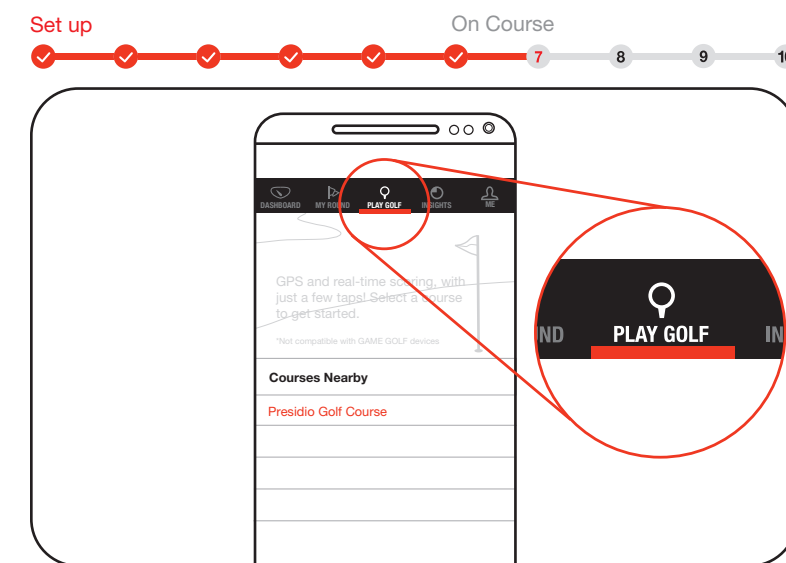 Set up
On Course
7 8 9 10
DASHBOARD MY ROUND PLAY GOLF INSIGHTS ME
GPS and real-time scoring, with
just a few taps! Select a course
to get started.
*Not compatible with GAME GOLF devices
Courses Nearby
Presidio Golf Course
ND PLAY GOLF IN